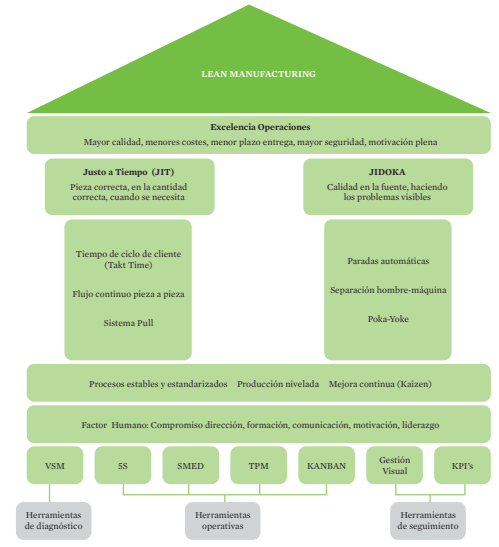 LEAN MANUFACTURING
Excelencia Operaciones
Mayor calidad, menores costes, menor plazo entrega, mayor seguridad, motivación plena
Justo a Tiempo (JIT)
Pieza correcta, en la cantidad
correcta, cuando se necesita
JIDOKA
Calidad en la fuente, haciendo
los problemas visibles
Tiempo de ciclo de cliente
(Takt Time)
Flujo continuo pieza a pieza
Sistema Pull
Paradas automáticas
Separación hombre-máquina
Poka-Yoke
Procesos estables y estandarizados Producción nivelada Mejora continua (Kaizen)
Factor Humano: Compromiso dirección, formación, comunicación, motivación, liderazgo
VSM
5S
SMED
TPM
KANBAN
Gestión
Visual
KPI's
Herramientas
de diagnóstico
Herramientas
operativas
Herramientas
de seguimiento